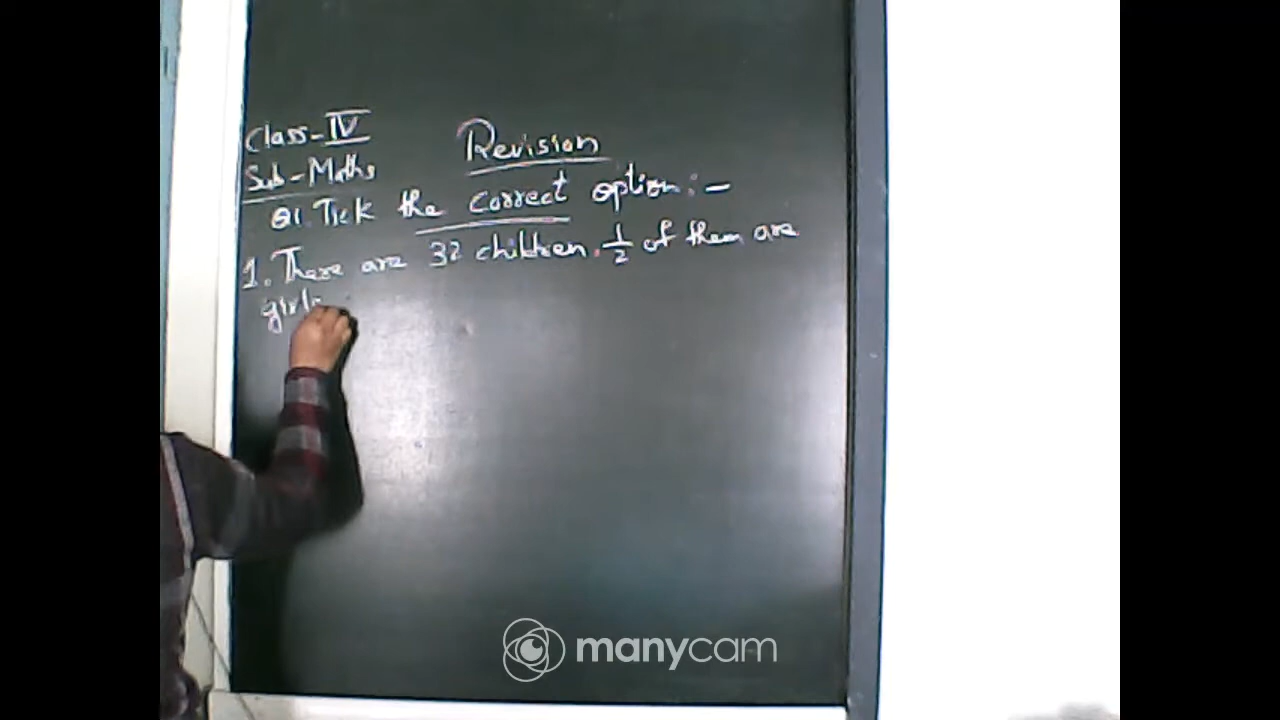 Class-IV
Revision
Sub-Maths
Q1. Tick the correct option:-
1. There are 32 children. 1/2 of them are
girls
manycam